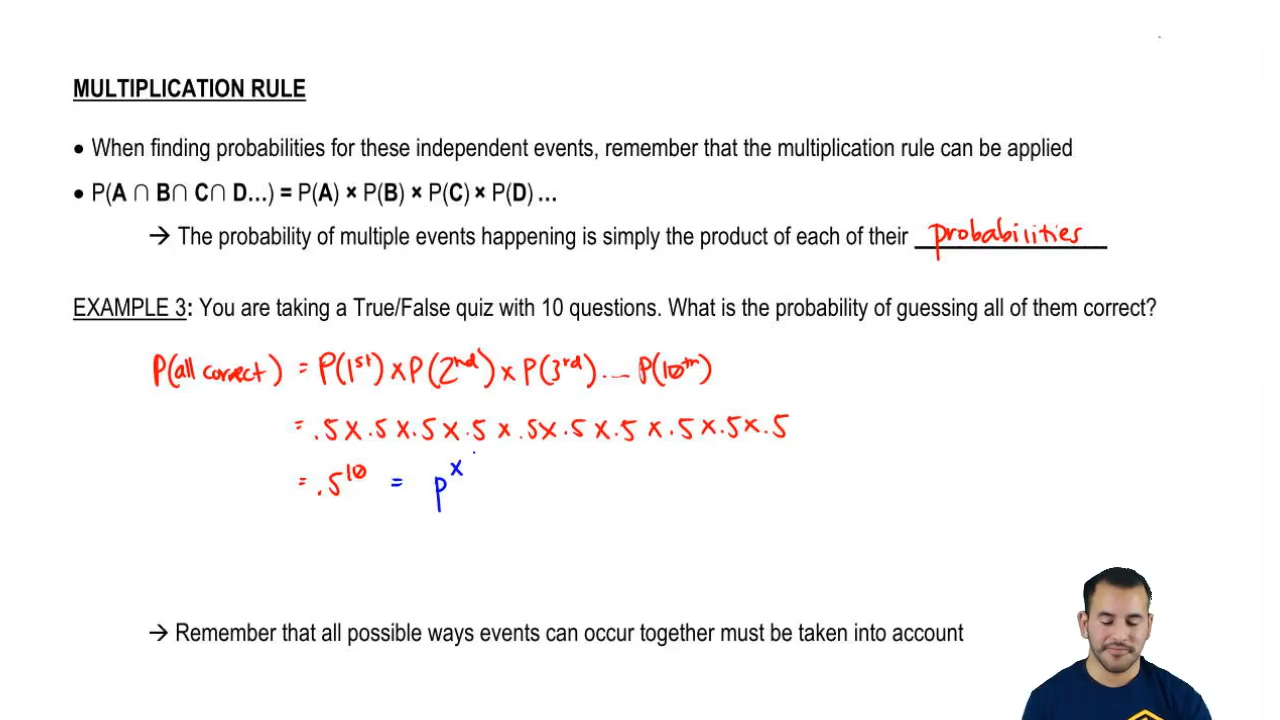 MULTIPLICATION RULE
• When finding probabilities for these independent events, remember that the multiplication rule can be applied
• P(A ∩ B∩ C∩ D...) = P(A) × P(B) × P(C) × P(D) ...
→ The probability of multiple events happening is simply the product of each of their probabilities
EXAMPLE 3: You are taking a True/False quiz with 10 questions. What is the probability of guessing all of them correct?
P(all correct) = P(1st) x P(2nd) x P(3rd) ... P(10th)
= .5 x .5 x .5 x .5 x .5 x .5 x .5 x .5 x .5 x .5
= .5^10 = p^x
→ Remember that all possible ways events can occur together must be taken into account